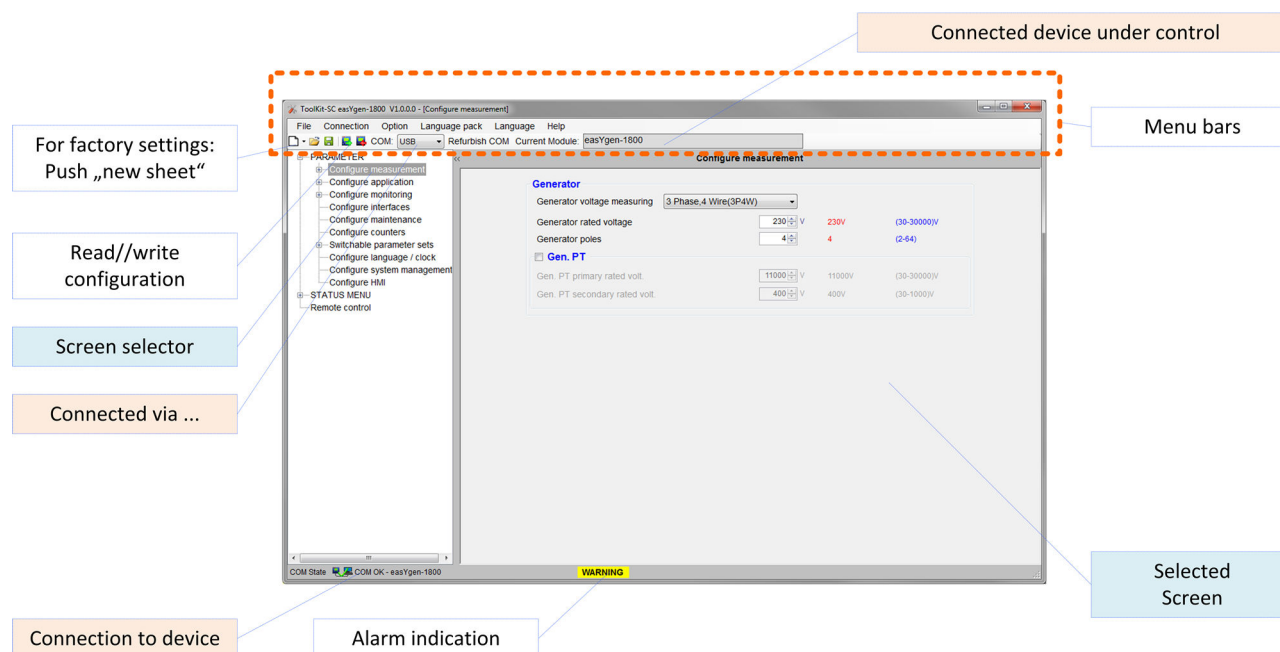 Connected device under control
ToolKit-SC easYgen-1800 V1.0.0.0 - [Configure measurement]
File Connection Option Language pack Language Help
Menu bars
For factory settings:
Push „new sheet“
COM: USB Refurbish COM Current Module: easYgen-1800
PARAMETER
Configure measurement
Configure application
Configure monitoring
Configure interfaces
Configure maintenance
Configure counters
Switchable parameter sets
Configure language / clock
Configure system management
Configure HMI
STATUS MENU
Remote control
Configure measurement
Generator
Generator voltage measuring 3 Phase,4 Wire(3P4W)
Generator rated voltage 230 V 230V (30-30000)V
Generator poles 4 4 (2-64)
Gen. PT
Gen. PT primary rated volt. 11000 V 11000V (30-30000)V
Gen. PT secondary rated volt. 400 V 400V (30-1000)V
Read//write
configuration
Screen selector
Connected via ...
COM State COM OK - easYgen-1800
WARNING
Selected
Screen
Connection to device
Alarm indication